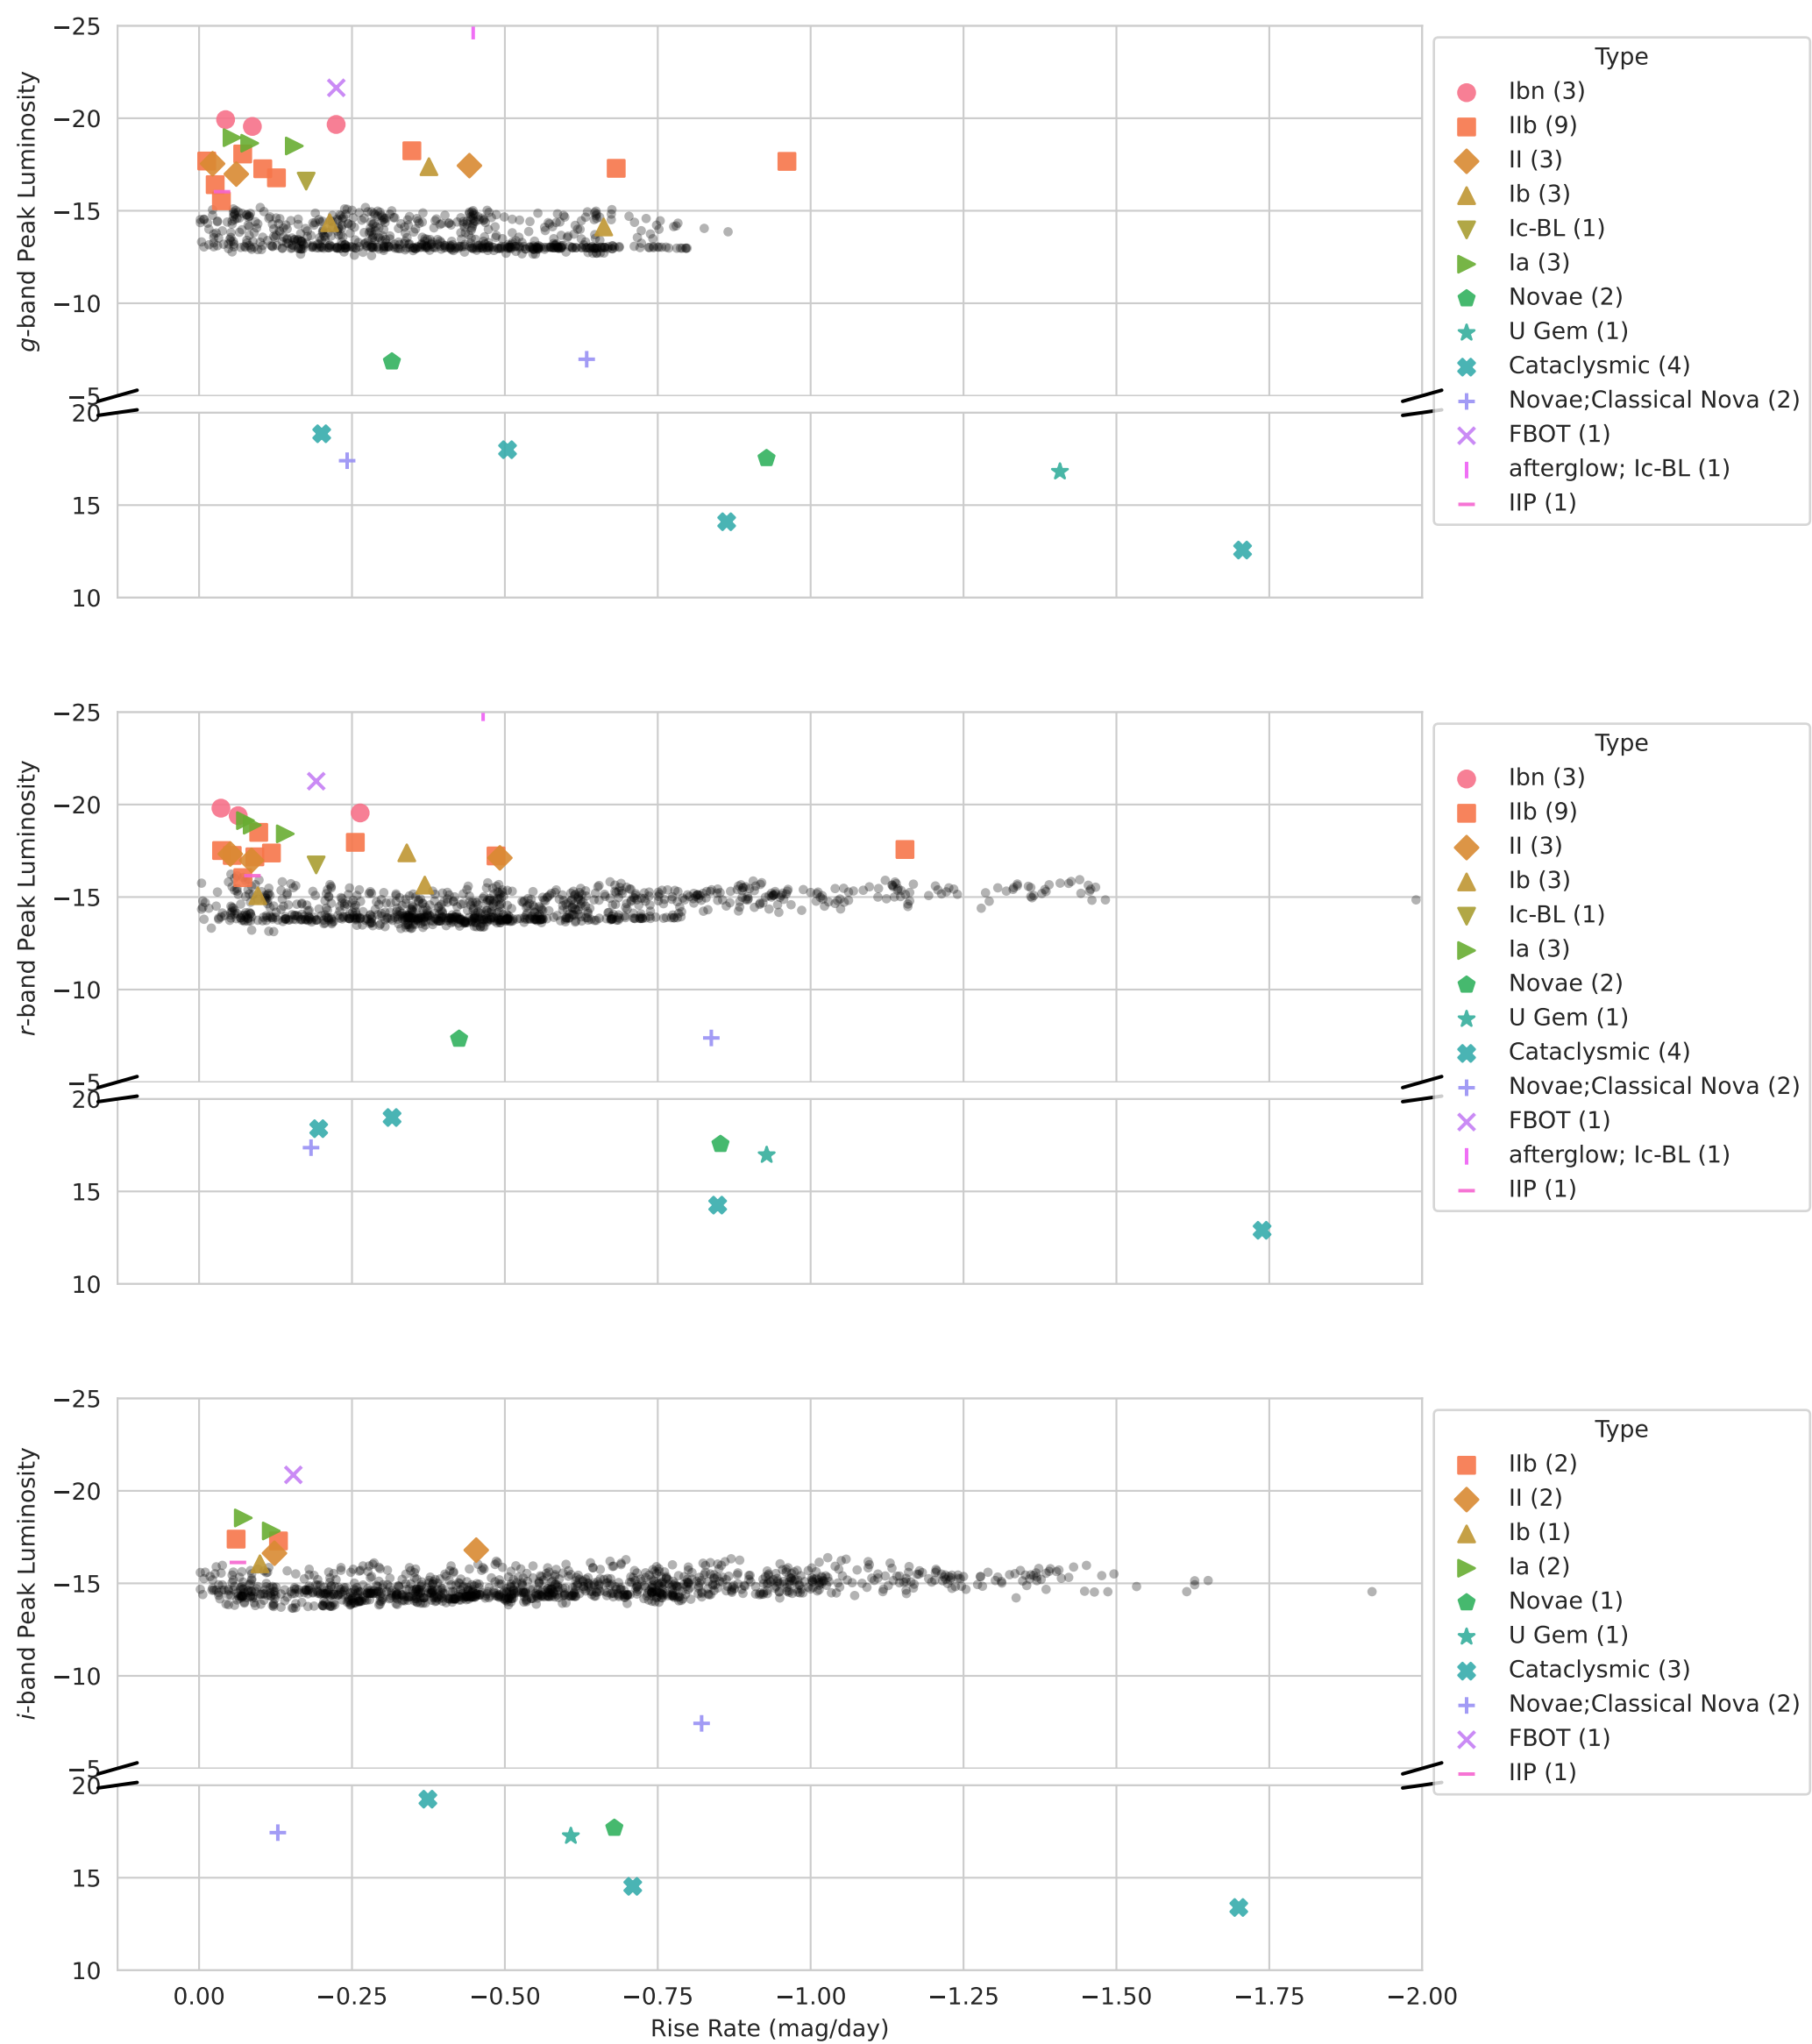 g-band Peak Luminosity
−25
−20
−15
−10
−5
20
15
10
Type
Ibn (3)
IIb (9)
II (3)
Ib (3)
Ic-BL (1)
Ia (3)
Novae (2)
U Gem (1)
Cataclysmic (4)
Novae;Classical Nova (2)
FBOT (1)
afterglow; Ic-BL (1)
IIP (1)
r-band Peak Luminosity
−25
−20
−15
−10
−5
20
15
10
Type
Ibn (3)
IIb (9)
II (3)
Ib (3)
Ic-BL (1)
Ia (3)
Novae (2)
U Gem (1)
Cataclysmic (4)
Novae;Classical Nova (2)
FBOT (1)
afterglow; Ic-BL (1)
IIP (1)
i-band Peak Luminosity
−25
−20
−15
−10
−5
20
15
10
Type
IIb (2)
II (2)
Ib (1)
Ia (2)
Novae (1)
U Gem (1)
Cataclysmic (3)
Novae;Classical Nova (2)
FBOT (1)
IIP (1)
0.00 −0.25 −0.50 −0.75 −1.00 −1.25 −1.50 −1.75 −2.00
Rise Rate (mag/day)